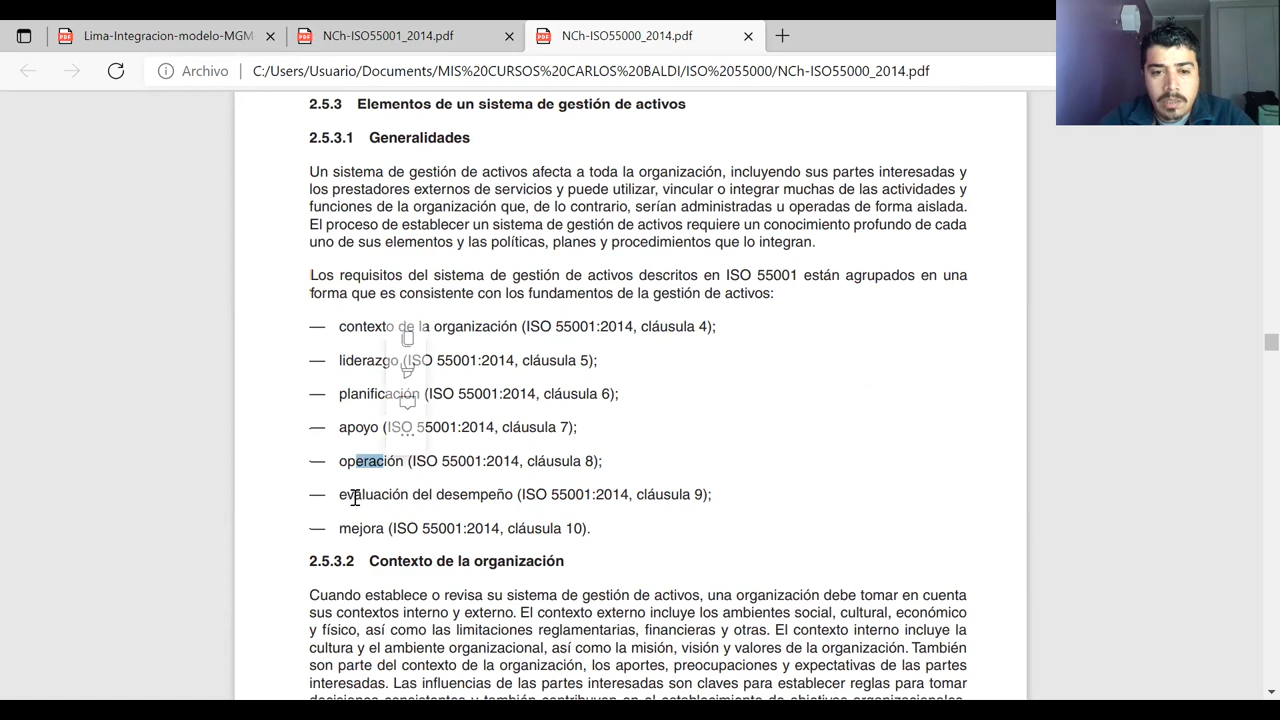 Lima-Integracion-modelo-MGM
NCh-ISO55001_2014.pdf
NCh-ISO55000_2014.pdf
Archivo
C:/Users/Usuario/Documents/MIS%20CURSOS%20CARLOS%20BALDI/ISO%2055000/NCh-ISO55000_2014.pdf
2.5.3 Elementos de un sistema de gestión de activos
2.5.3.1 Generalidades
Un sistema de gestión de activos afecta a toda la organización, incluyendo sus partes interesadas y
los prestadores externos de servicios y puede utilizar, vincular o integrar muchas de las actividades y
funciones de la organización que, de lo contrario, serían administradas u operadas de forma aislada.
El proceso de establecer un sistema de gestión de activos requiere un conocimiento profundo de cada
uno de sus elementos y las políticas, planes y procedimientos que lo integran.
Los requisitos del sistema de gestión de activos descritos en ISO 55001 están agrupados en una
forma que es consistente con los fundamentos de la gestión de activos:
— contexto de la organización (ISO 55001:2014, cláusula 4);
— liderazgo (ISO 55001:2014, cláusula 5);
— planificación (ISO 55001:2014, cláusula 6);
— apoyo (ISO 55001:2014, cláusula 7);
— operación (ISO 55001:2014, cláusula 8);
— evaluación del desempeño (ISO 55001:2014, cláusula 9);
— mejora (ISO 55001:2014, cláusula 10).
2.5.3.2 Contexto de la organización
Cuando establece o revisa su sistema de gestión de activos, una organización debe tomar en cuenta
sus contextos interno y externo. El contexto externo incluye los ambientes social, cultural, económico
y físico, así como las limitaciones reglamentarias, financieras y otras. El contexto interno incluye la
cultura y el ambiente organizacional, así como la misión, visión y valores de la organización. También
son parte del contexto de la organización, los aportes, preocupaciones y expectativas de las partes
interesadas. Las influencias de las partes interesadas son claves para establecer reglas para tomar
decisiones consistentes y también contribuyen en el establecimiento de objetivos organizacionales,